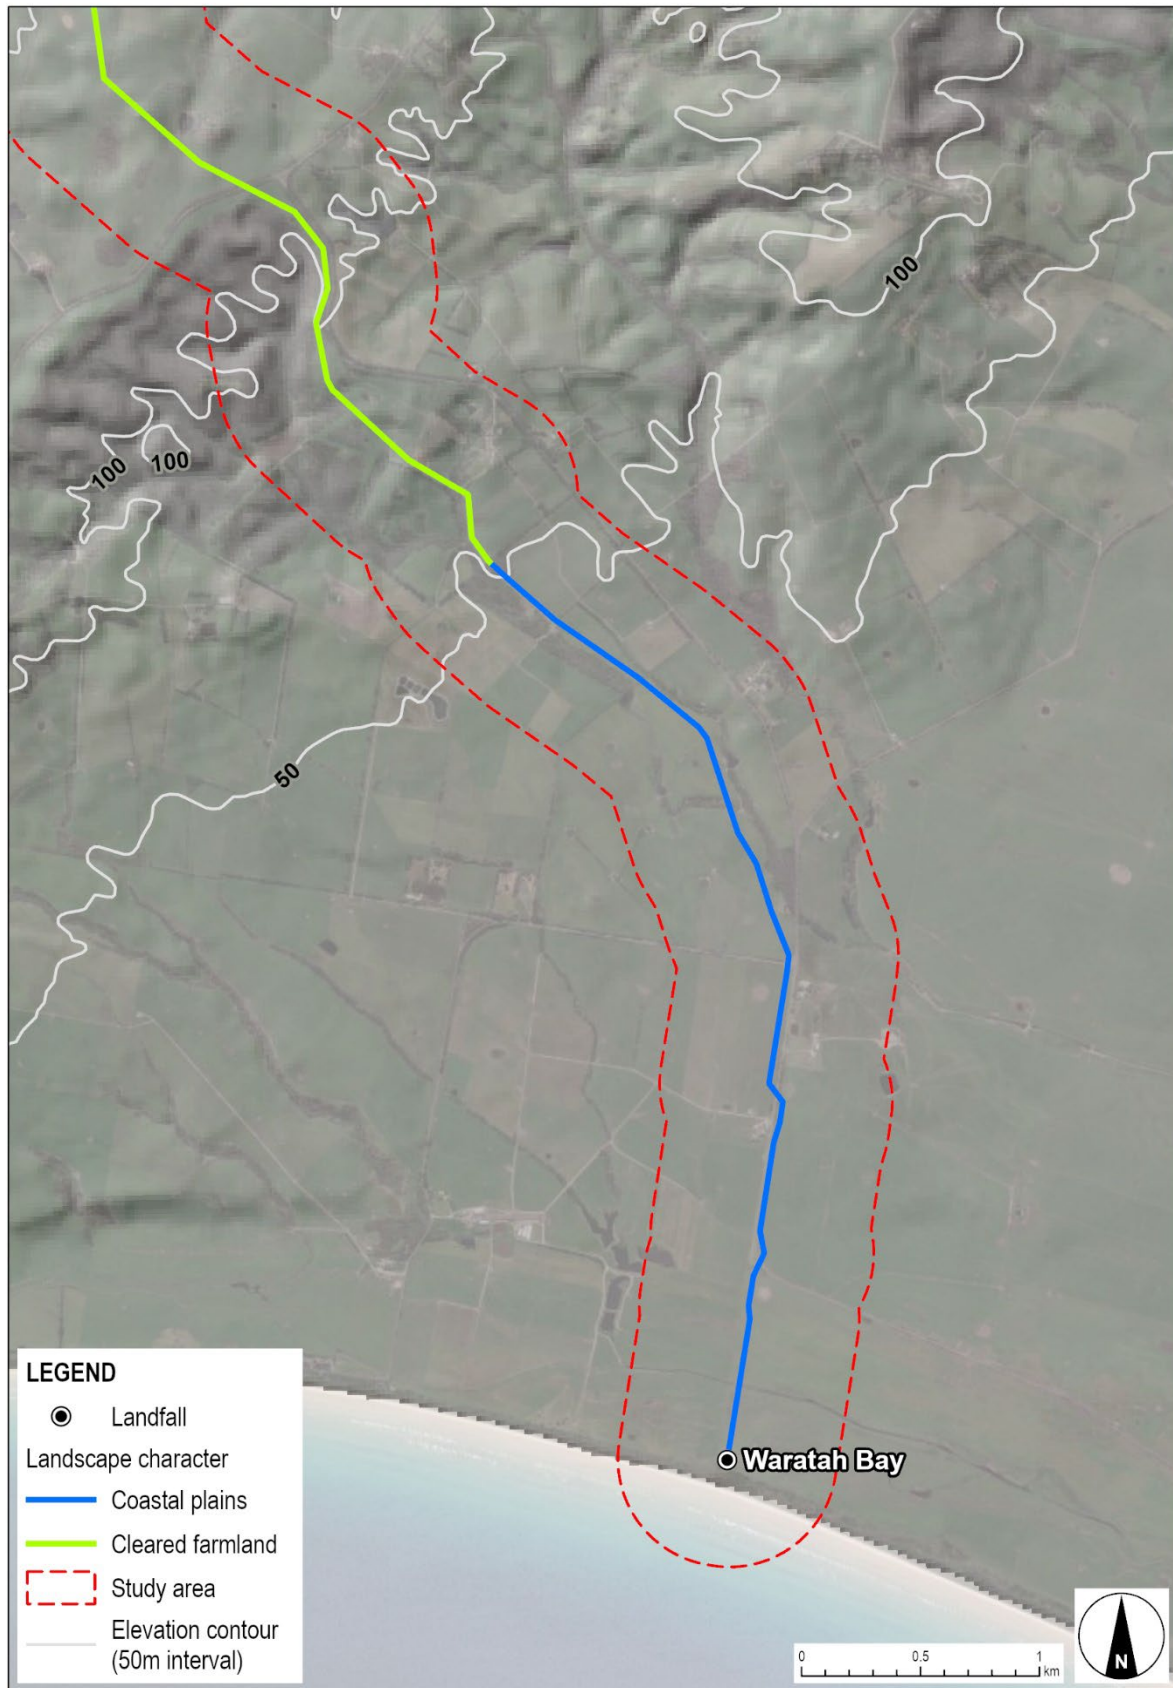 100
100
100
50
Waratah Bay
LEGEND
Landfall
Landscape character
Coastal plains
Cleared farmland
Study area
Elevation contour
(50m interval)
0 0.5 1
km
N